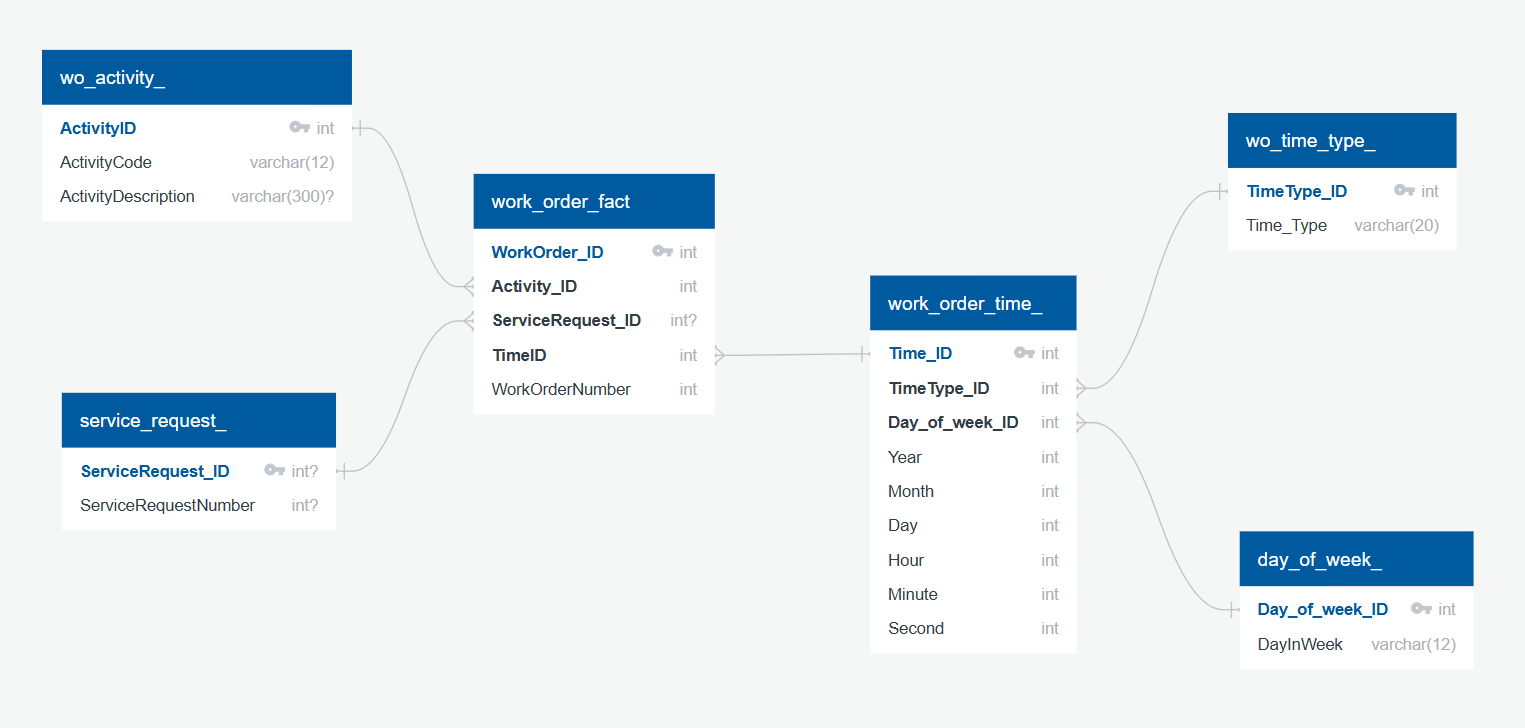 wo_activity_
ActivityID int
ActivityCode varchar(12)
ActivityDescription varchar(300)?
work_order_fact
WorkOrder_ID int
Activity_ID int
ServiceRequest_ID int?
TimeID int
WorkOrderNumber int
service_request_
ServiceRequest_ID int?
ServiceRequestNumber int?
work_order_time_
Time_ID int
TimeType_ID int
Day_of_week_ID int
Year int
Month int
Day int
Hour int
Minute int
Second int
wo_time_type_
TimeType_ID int
Time_Type varchar(20)
day_of_week_
Day_of_week_ID int
DayInWeek varchar(12)